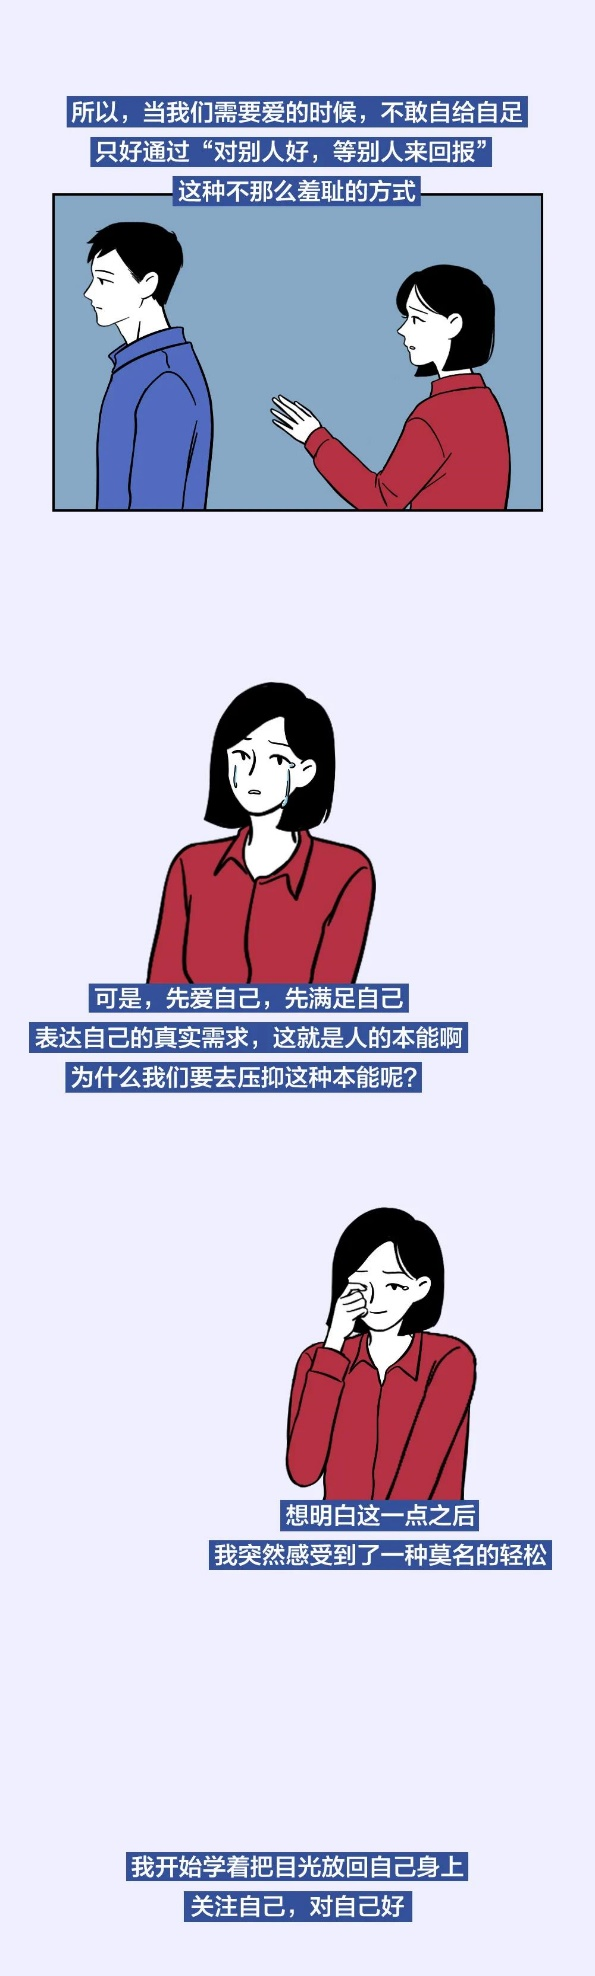 所以，当我们需要爱的时候，不敢自给自足
只好通过“对别人好，等别人来回报”
这种不那么羞耻的方式
可是，先爱自己，先满足自己
表达自己的真实需求，这就是人的本能啊
为什么我们要去压抑这种本能呢？
想明白这一点之后
我突然感受到了一种莫名的轻松
我开始学着把目光放回自己身上
关注自己，对自己好